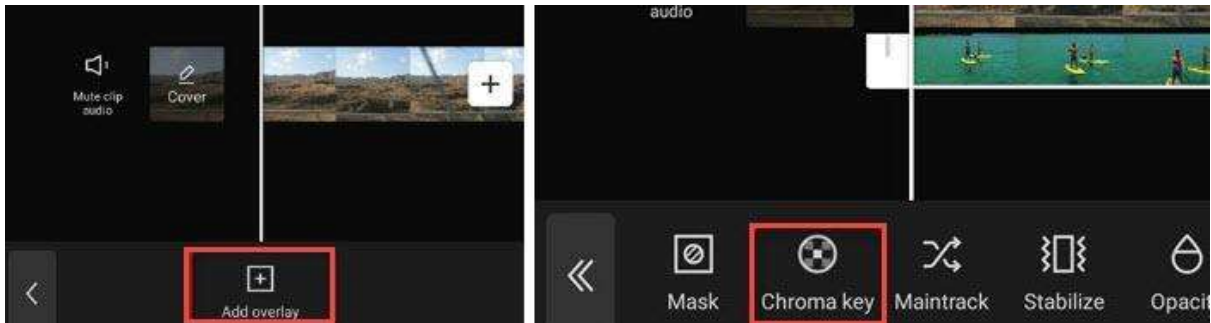 Mute clip
audio
Cover
Add overlay
audio
Mask
Chroma key
Maintrack
Stabilize